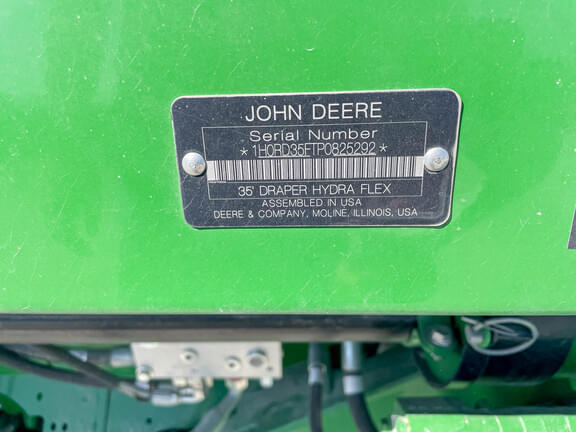 JOHN DEERE
Serial Number
*1H0RD35FTP0825292*
35' DRAPER HYDRA FLEX
ASSEMBLED IN USA
DEERE & COMPANY, MOLINE, ILLINOIS, USA